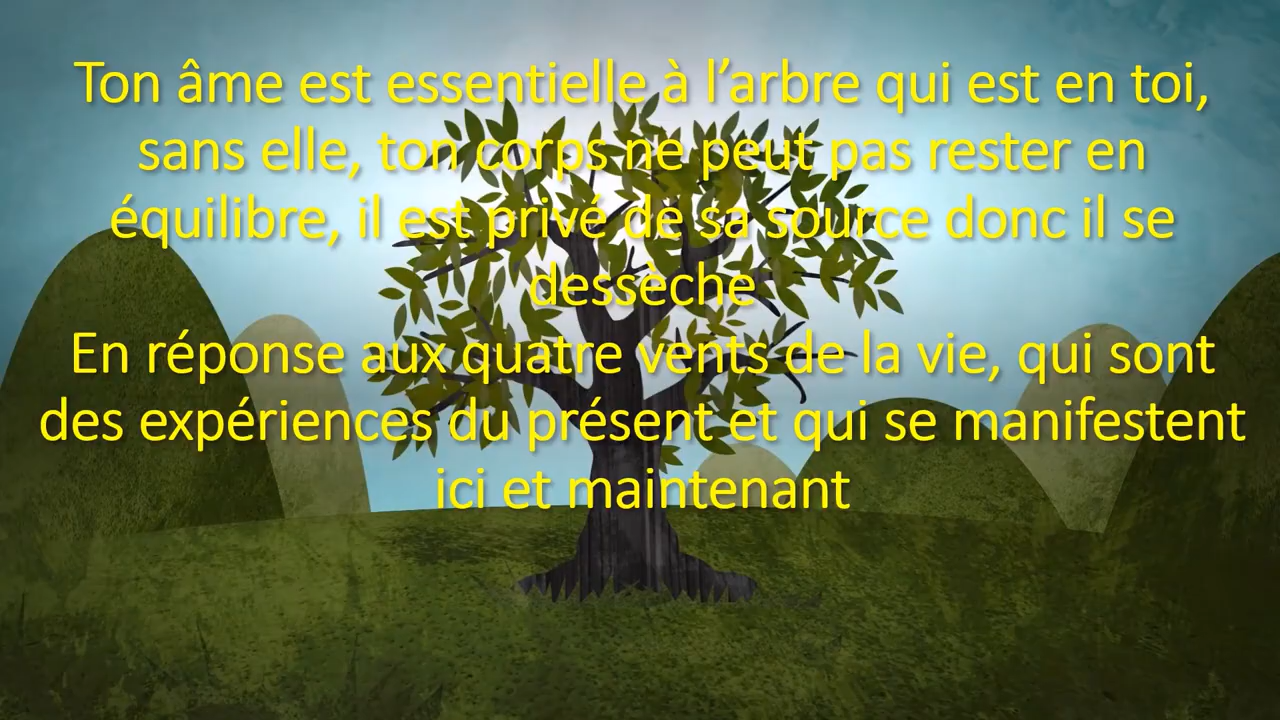 Ton âme est essentielle à l’arbre qui est en toi,
sans elle, ton corps ne peut pas rester en
équilibre, il est privé de sa source donc il se
dessèche
En réponse aux quatre vents de la vie, qui sont
des expériences du présent et qui se manifestent
ici et maintenant